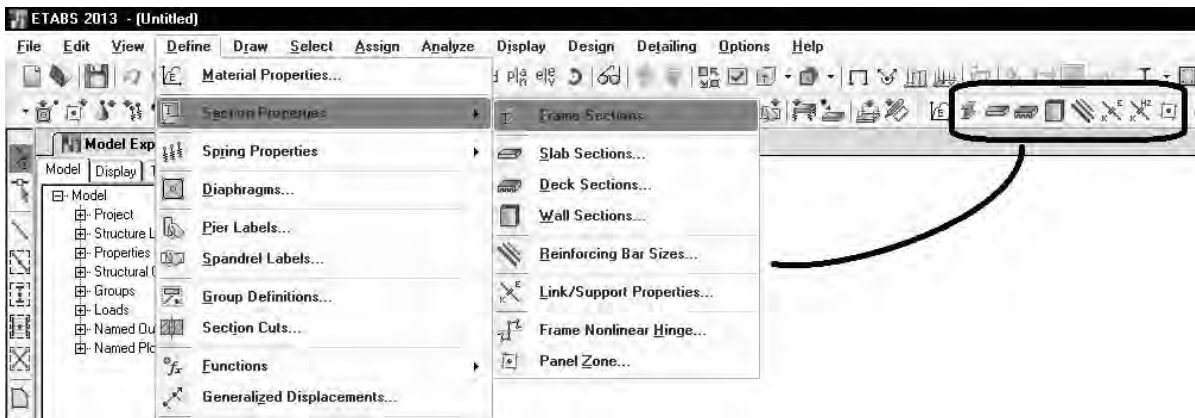 ETABS 2013 - (Untitled)
File Edit View Define Draw Select Assign Analyze Display Design Detailing Options Help
Material Properties...
Section Properties
Spring Properties
Diaphragms...
Pier Labels...
Spandrel Labels...
Group Definitions...
Section Cuts...
Functions
Generalized Displacements...
Frame Sections
Slab Sections...
Deck Sections...
Wall Sections...
Reinforcing Bar Sizes...
Link/Support Properties...
Frame Nonlinear Hinge...
Panel Zone...
Model Exp
Model Display T
Model
Project
Structure L
Properties
Structural
Groups
Loads
Named Ou
Named Plo